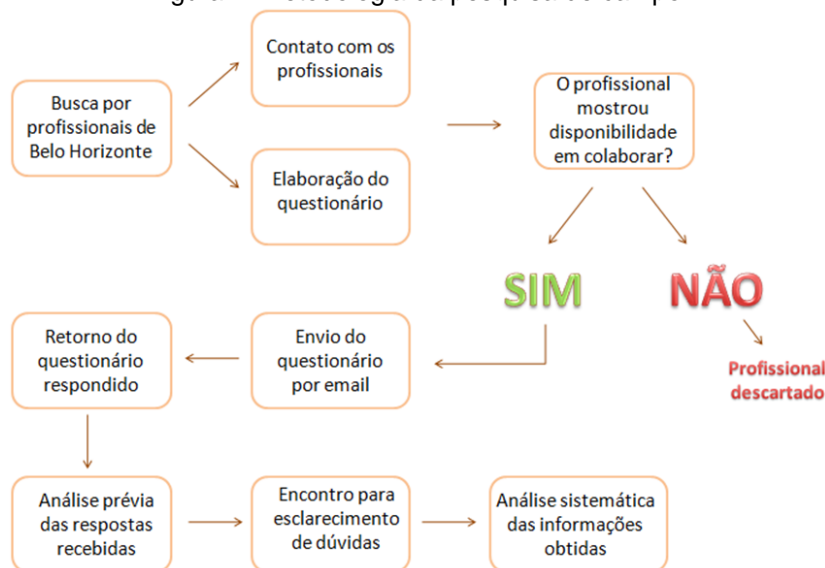 Contato com os
profissionais
Busca por
profissionais de
Belo Horizonte
Elaboração do
questionário
O profissional
mostrou
disponibilidade
em colaborar?
SIM
NÃO
Profissional
descartado
Envio do
questionário
por email
Retorno do
questionário
respondido
Análise prévia
das respostas
recebidas
Encontro para
esclarecimento
de dúvidas
Análise sistemática
das informações
obtidas